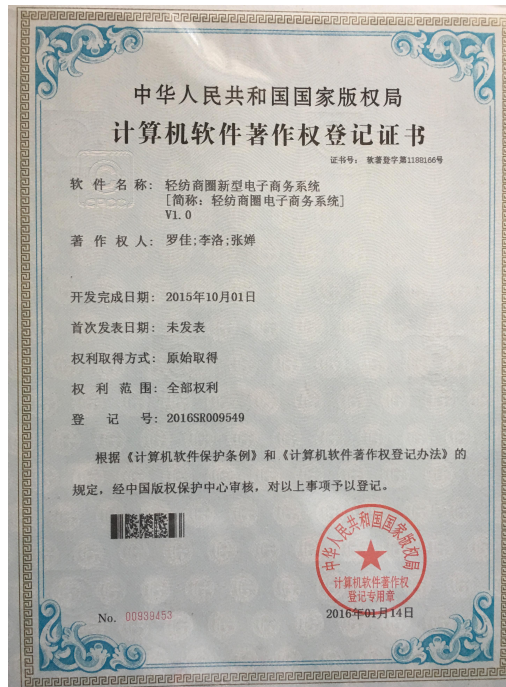 中华人民共和国国家版权局
计算机软件著作权登记证书
证书号： 软著登字第1188166号
软件名称： 轻纺商圈新型电子商务系统
[简称：轻纺商圈电子商务系统]
V1.0
著作权人： 罗佳;李洛;张婵
开发完成日期： 2015年10月01日
首次发表日期： 未发表
权利取得方式： 原始取得
权利范围： 全部权利
登记号： 2016SR009549
根据《计算机软件保护条例》和《计算机软件著作权登记办法》的
规定，经中国版权保护中心审核，对以上事项予以登记。
中华人民共和国国家版权局
计算机软件著作权
登记专用章
No. 00939453
2016年01月14日